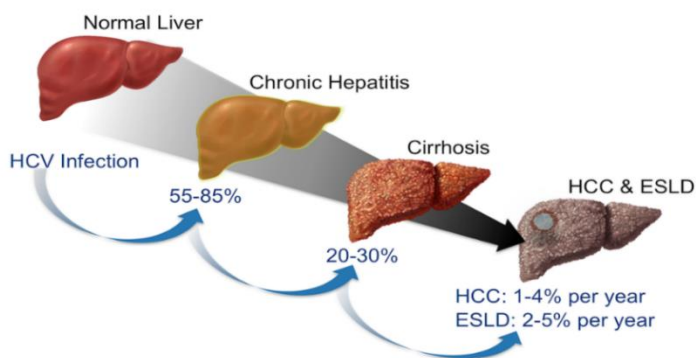 Normal Liver
Chronic Hepatitis
Cirrhosis
HCC & ESLD
HCV Infection
55-85%
20-30%
HCC: 1-4% per year
ESLD: 2-5% per year